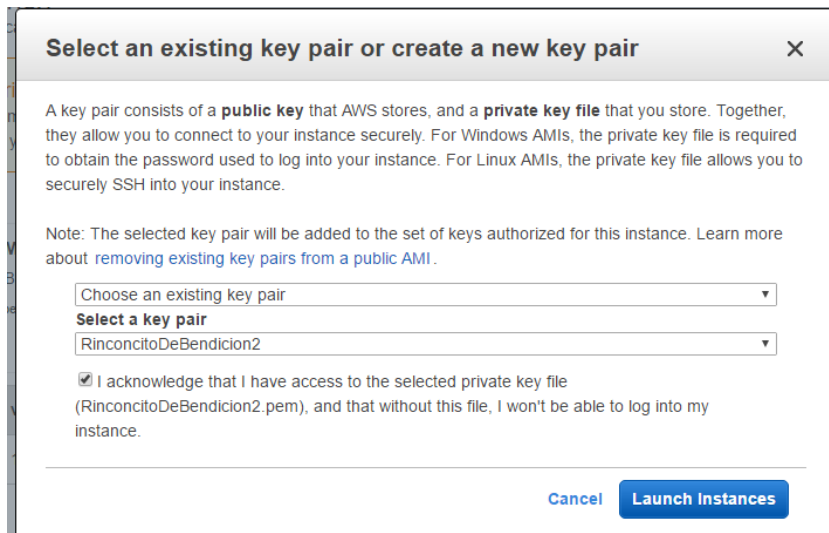 Select an existing key pair or create a new key pair
A key pair consists of a public key that AWS stores, and a private key file that you store. Together,
they allow you to connect to your instance securely. For Windows AMIs, the private key file is required
to obtain the password used to log into your instance. For Linux AMIs, the private key file allows you to
securely SSH into your instance.
Note: The selected key pair will be added to the set of keys authorized for this instance. Learn more
about removing existing key pairs from a public AMI.
Choose an existing key pair
Select a key pair
RinconcitoDeBendicion2
I acknowledge that I have access to the selected private key file
(RinconcitoDeBendicion2.pem), and that without this file, I won't be able to log into my
instance.
Cancel Launch Instances